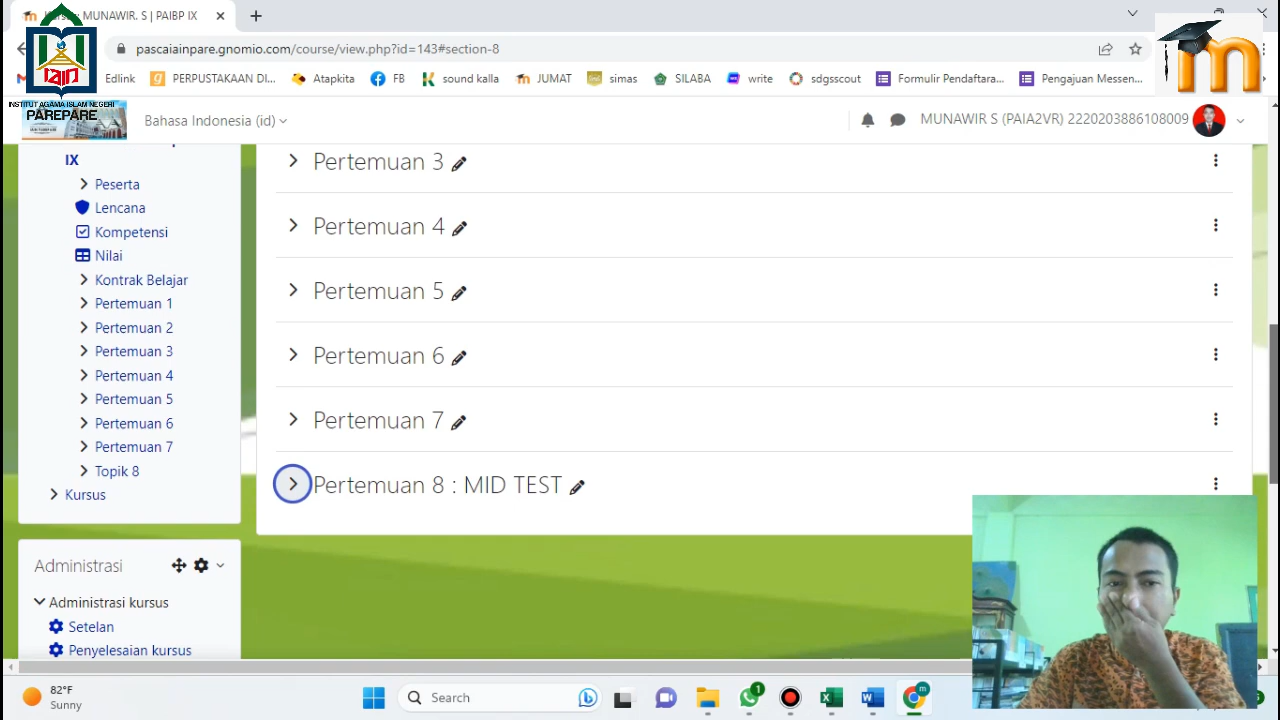 Kursus: MUNAWIR. S | PAIBP IX
pascaiainpare.gnomio.com/course/view.php?id=143#section-8
Edlink
PERPUSTAKAAN DI...
Atapkita
FB
sound kalla
JUMAT
simas
SILABA
write
sdgsscout
Formulir Pendaftara...
Pengajuan Messen...
iain
INSTITUT AGAMA ISLAM NEGERI
PAREPARE
m
Bahasa Indonesia (id)
MUNAWIR S (PAIA2VR) 2220203886108009
IX
Peserta
Lencana
Kompetensi
Nilai
Kontrak Belajar
Pertemuan 1
Pertemuan 2
Pertemuan 3
Pertemuan 4
Pertemuan 5
Pertemuan 6
Pertemuan 7
Topik 8
Kursus
Administrasi
Administrasi kursus
Setelan
Penyelesaian kursus
Pertemuan 3
Pertemuan 4
Pertemuan 5
Pertemuan 6
Pertemuan 7
Pertemuan 8 : MID TEST
82°F
Sunny
Search
1